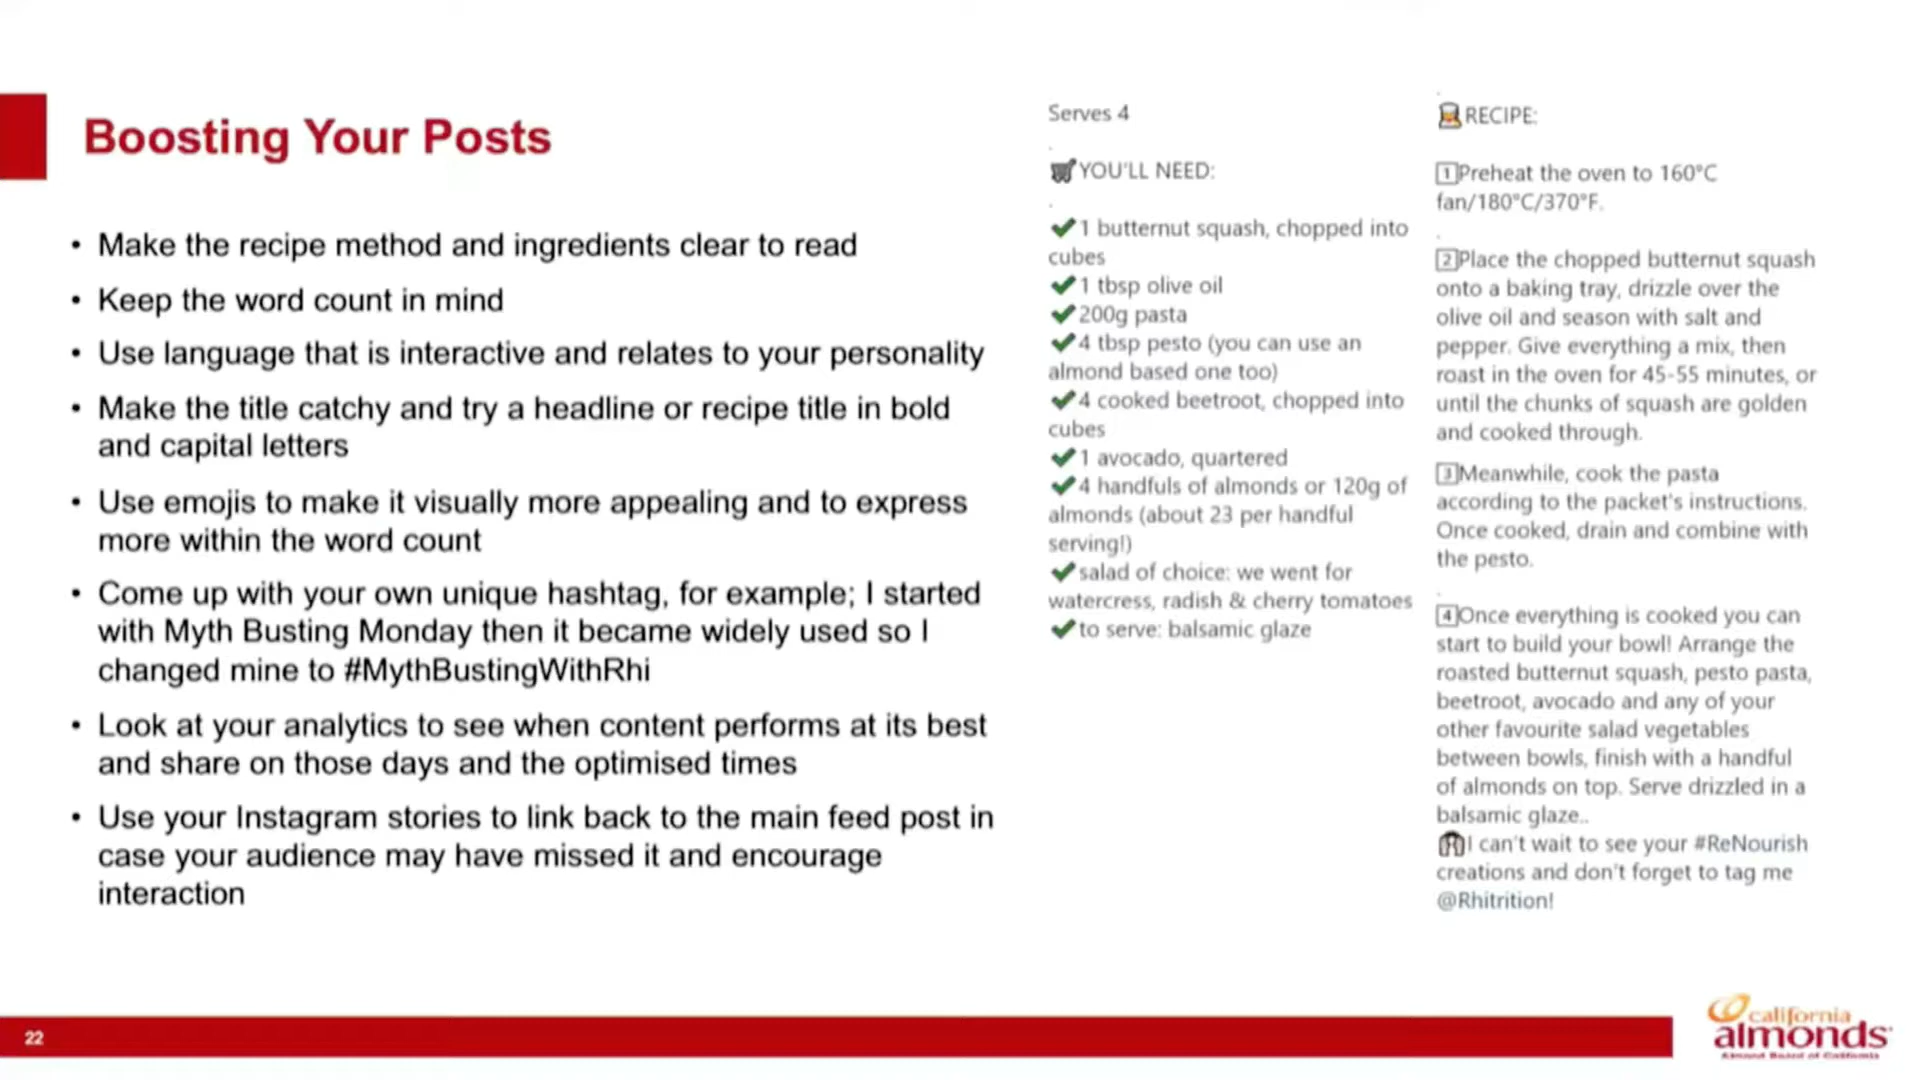 Boosting Your Posts
• Make the recipe method and ingredients clear to read
• Keep the word count in mind
• Use language that is interactive and relates to your personality
• Make the title catchy and try a headline or recipe title in bold
and capital letters
• Use emojis to make it visually more appealing and to express
more within the word count
• Come up with your own unique hashtag, for example; I started
with Myth Busting Monday then it became widely used so I
changed mine to #MythBustingWithRhi
• Look at your analytics to see when content performs at its best
and share on those days and the optimised times
• Use your Instagram stories to link back to the main feed post in
case your audience may have missed it and encourage
interaction
Serves 4
.
🛒YOU'LL NEED:
.
✔1 butternut squash, chopped into
cubes
✔1 tbsp olive oil
✔200g pasta
✔4 tbsp pesto (you can use an
almond based one too)
✔4 cooked beetroot, chopped into
cubes
✔1 avocado, quartered
✔4 handfuls of almonds or 120g of
almonds (about 23 per handful
serving!)
✔salad of choice: we went for
watercress, radish & cherry tomatoes
✔to serve: balsamic glaze
.
RECIPE:
1️⃣Preheat the oven to 160°C
fan/180°C/370°F.
.
2️⃣Place the chopped butternut squash
onto a baking tray, drizzle over the
olive oil and season with salt and
pepper. Give everything a mix, then
roast in the oven for 45-55 minutes, or
until the chunks of squash are golden
and cooked through.
3️⃣Meanwhile, cook the pasta
according to the packet's instructions.
Once cooked, drain and combine with
the pesto.
.
4️⃣Once everything is cooked you can
start to build your bowl! Arrange the
roasted butternut squash, pesto pasta,
beetroot, avocado and any of your
other favourite salad vegetables
between bowls, finish with a handful
of almonds on top. Serve drizzled in a
balsamic glaze..
I can't wait to see your #ReNourish
creations and don't forget to tag me
@Rhitrition!
22
california
almonds
Almond Board of California